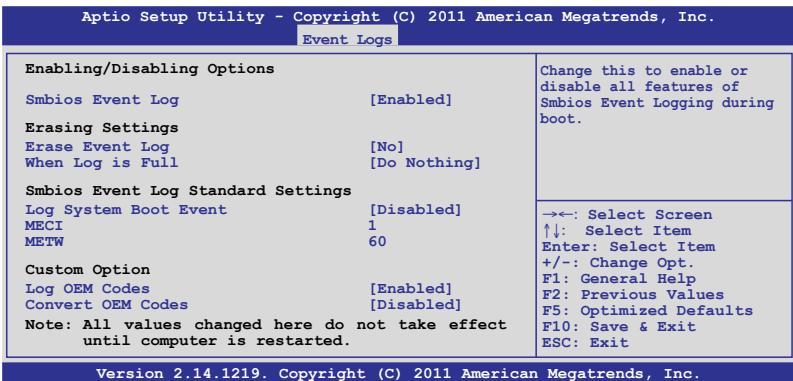 Aptio Setup Utility - Copyright (C) 2011 American Megatrends, Inc.
Event Logs
Enabling/Disabling Options
Smbios Event Log [Enabled]
Erasing Settings
Erase Event Log [No]
When Log is Full [Do Nothing]
Smbios Event Log Standard Settings
Log System Boot Event [Disabled]
MECI 1
METW 60
Custom Option
Log OEM Codes [Enabled]
Convert OEM Codes [Disabled]
Note: All values changed here do not take effect
until computer is restarted.
Change this to enable or
disable all features of
Smbios Event Logging during
boot.
→←: Select Screen
↑↓: Select Item
Enter: Select Item
+/-: Change Opt.
F1: General Help
F2: Previous Values
F5: Optimized Defaults
F10: Save & Exit
ESC: Exit
Version 2.14.1219. Copyright (C) 2011 American Megatrends, Inc.